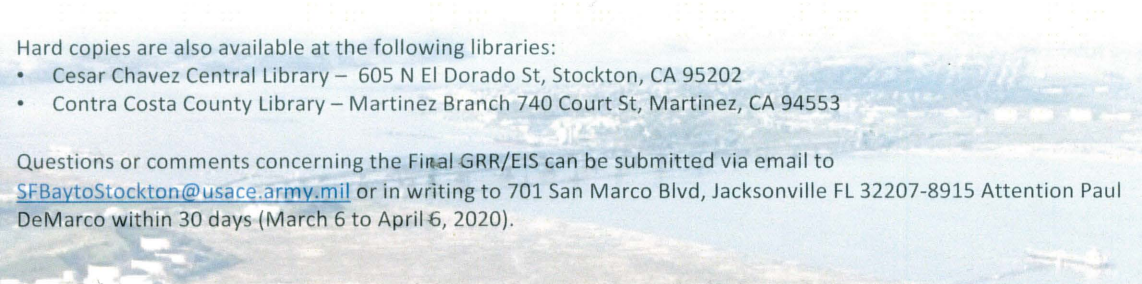 Hard copies are also available at the following libraries:
• Cesar Chavez Central Library – 605 N El Dorado St, Stockton, CA 95202
• Contra Costa County Library – Martinez Branch 740 Court St, Martinez, CA 94553
Questions or comments concerning the Final GRR/EIS can be submitted via email to
SFBaytoStockton@usace.army.mil or in writing to 701 San Marco Blvd, Jacksonville FL 32207-8915 Attention Paul
DeMarco within 30 days (March 6 to April 6, 2020).